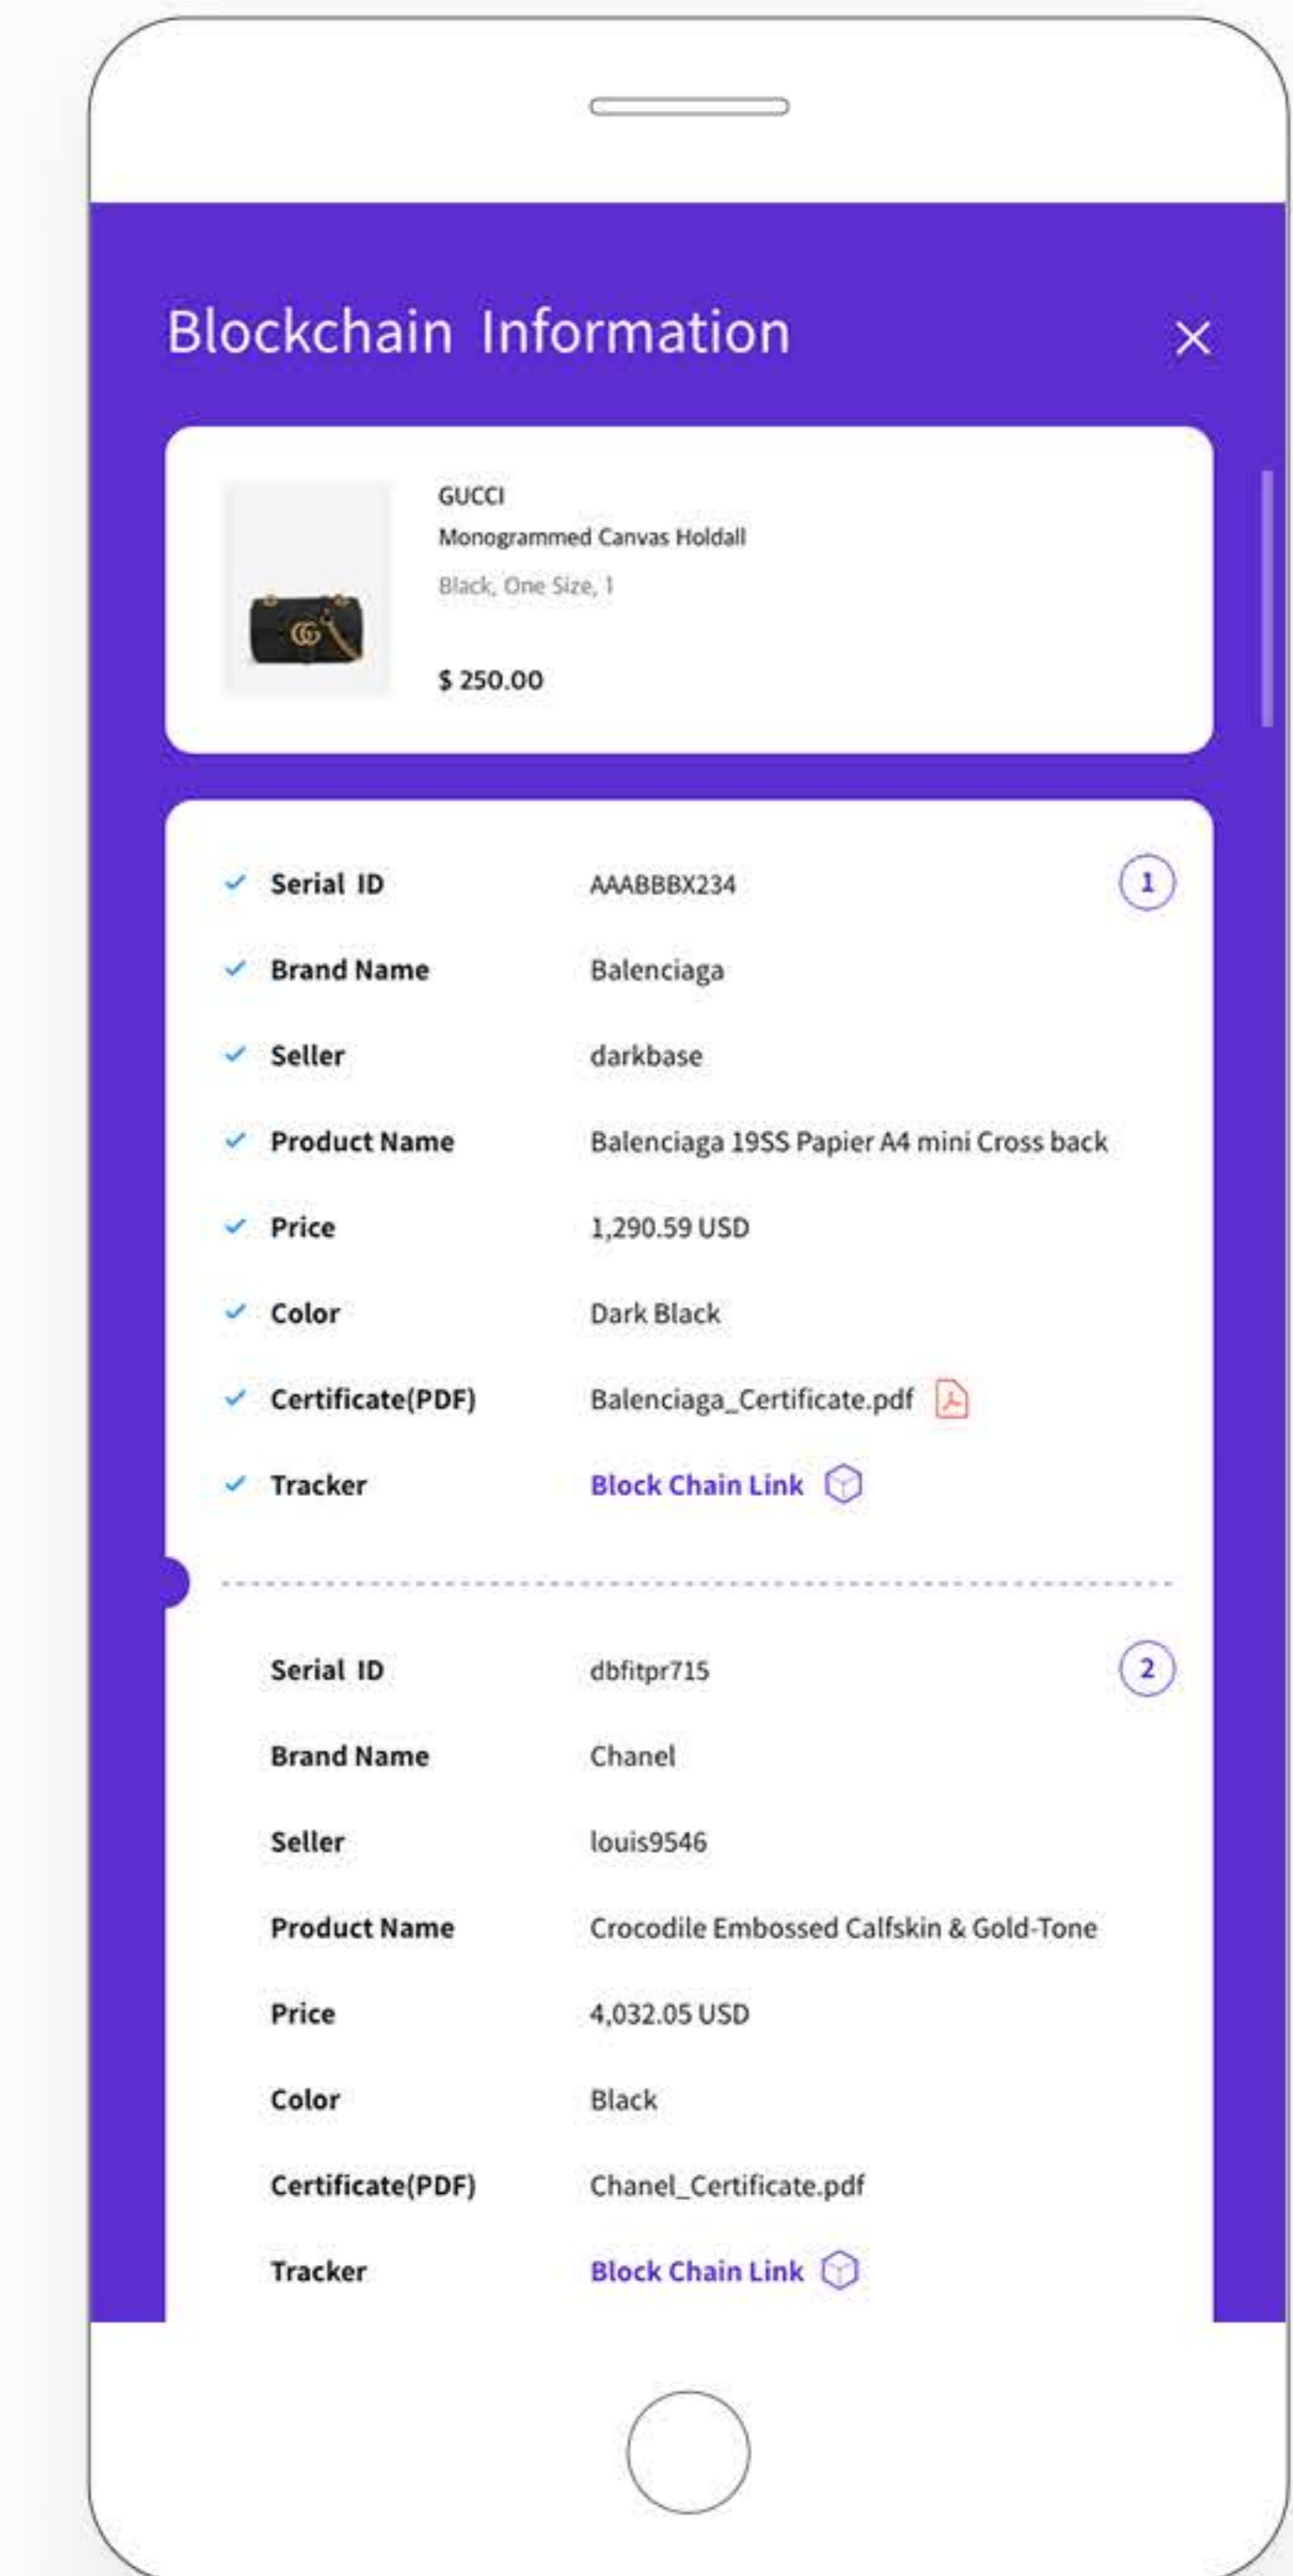 Blockchain Information
GUCCI
Monogrammed Canvas Holdall
Black, One Size, 1
$ 250.00
Serial ID AAABBBX234 1
Brand Name Balenciaga
Seller darkbase
Product Name Balenciaga 19SS Papier A4 mini Cross back
Price 1,290.59 USD
Color Dark Black
Certificate(PDF) Balenciaga_Certificate.pdf
Tracker Block Chain Link
Serial ID dbfitpr715 2
Brand Name Chanel
Seller louis9546
Product Name Crocodile Embossed Calfskin & Gold-Tone
Price 4,032.05 USD
Color Black
Certificate(PDF) Chanel_Certificate.pdf
Tracker Block Chain Link